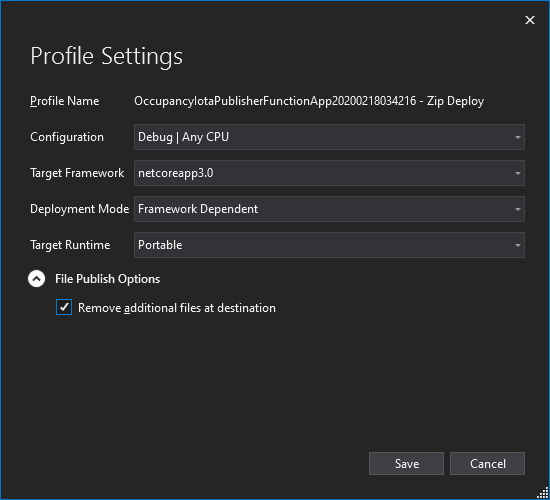 Profile Settings
Profile Name OccupancyIotaPublisherFunctionApp20200218034216 - Zip Deploy
Configuration Debug | Any CPU
Target Framework netcoreapp3.0
Deployment Mode Framework Dependent
Target Runtime Portable
File Publish Options
Remove additional files at destination
Save Cancel